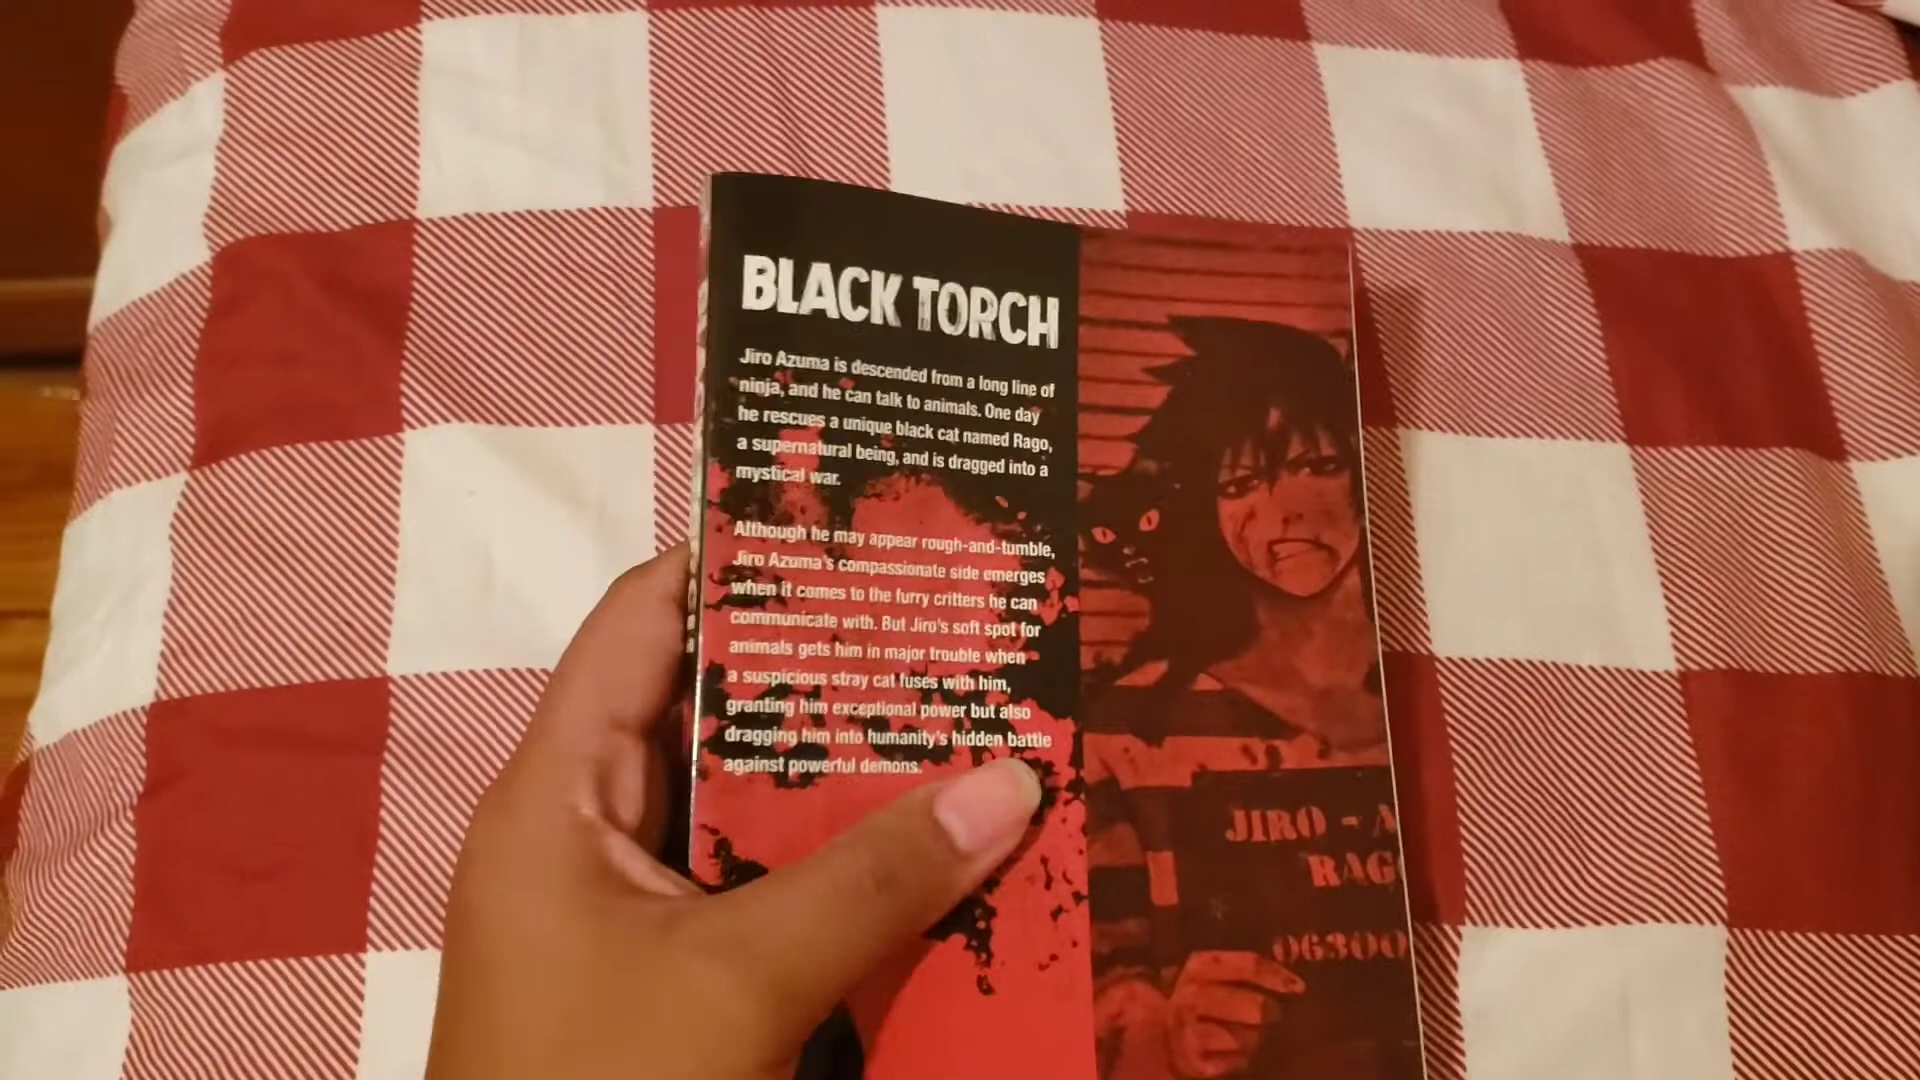 BLACK TORCH
Jiro Azuma is descended from a long line of
ninja, and he can talk to animals. One day
he rescues a unique black cat named Rago,
a supernatural being, and is dragged into a
mystical war.
Although he may appear rough-and-tumble,
Jiro Azuma's compassionate side emerges
when it comes to the furry critters he can
communicate with. But Jiro's soft spot for
animals gets him in major trouble when
a suspicious stray cat fuses with him,
granting him exceptional power but also
dragging him into humanity's hidden battle
against powerful demons.
JIRO - A
RAG
06300